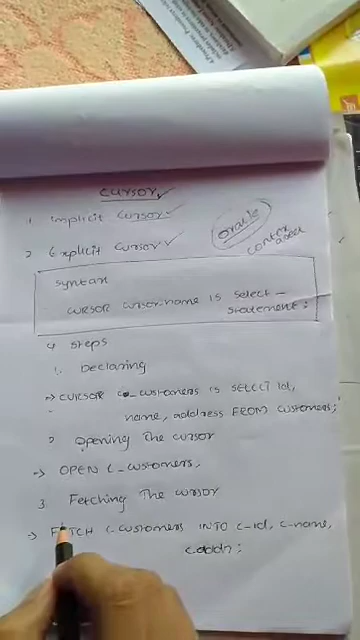 CURSOR
1. Implicit Cursor
2 Explicit Cursor
Oracle
context area
Syntax
CURSOR cursor-name IS Select-
Statement;
4 steps
1. Declaring
→ CURSOR c_customers is SELECT id,
name, address FROM customers;
2 Opening The cursor
→ OPEN C_customers;
3 Fetching The cursor
→ FETCH C_customers INTO c_id, c_name,
c_addr;